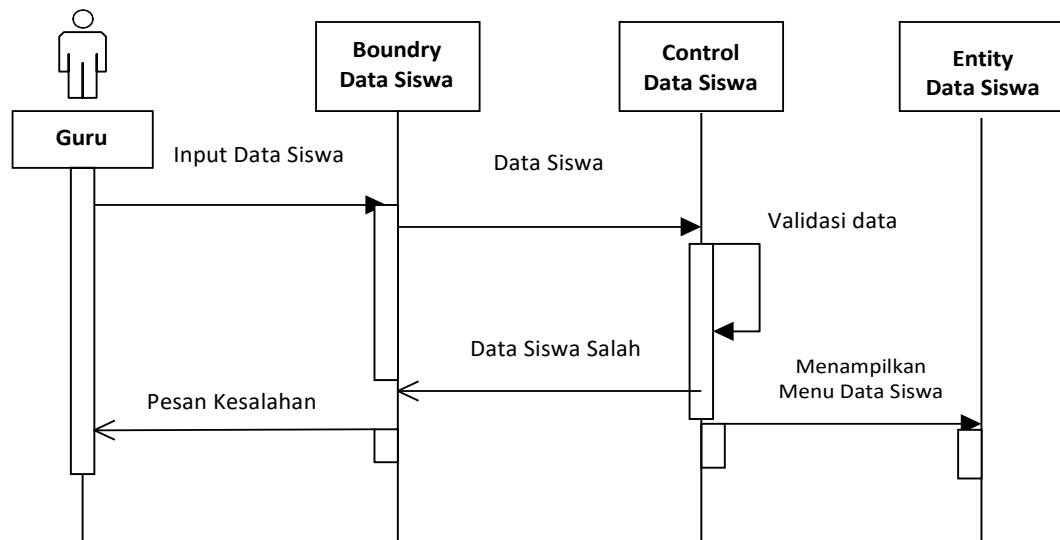 Boundry
Data Siswa
Control
Data Siswa
Entity
Data Siswa
Guru
Input Data Siswa
Data Siswa
Validasi data
Data Siswa Salah
Menampilkan
Menu Data Siswa
Pesan Kesalahan